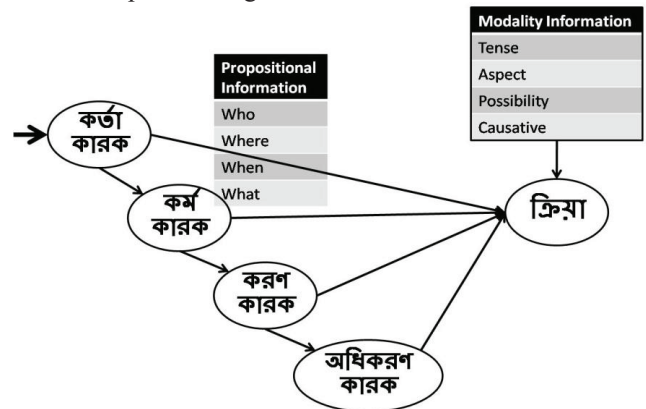 Modality Information
Tense
Aspect
Possibility
Causative
Propositional
Information
Who
Where
When
What
কর্তা
কারক
কর্ম
কারক
করণ
কারক
অধিকরণ
কারক
ক্রিয়া